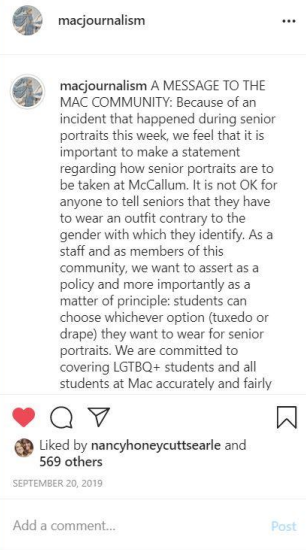 macjournalism
macjournalism A MESSAGE TO THE
MAC COMMUNITY: Because of an
incident that happened during senior
portraits this week, we feel that it is
important to make a statement
regarding how senior portraits are to
be taken at McCallum. It is not OK for
anyone to tell seniors that they have
to wear an outfit contrary to the
gender with which they identify. As a
staff and as members of this
community, we want to assert as a
policy and more importantly as a
matter of principle: students can
choose whichever option (tuxedo or
drape) they want to wear for senior
portraits. We are committed to
covering LGTBQ+ students and all
students at Mac accurately and fairly
Liked by nancyhoneycuttsearle and
569 others
SEPTEMBER 20, 2019
Add a comment... Post